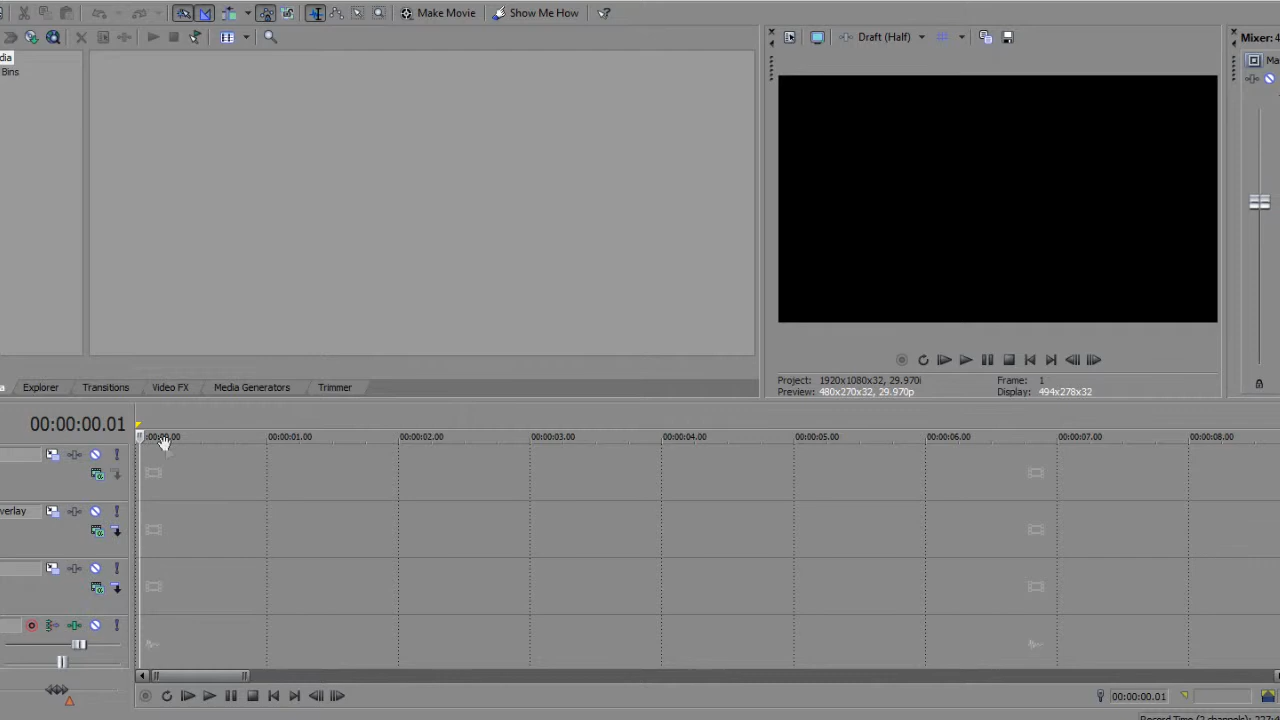 Make Movie Show Me How
dia
Bins
Draft (Half)
Mixer: 4
Ma
Project: 1920x1080x32, 29.970i Frame: 1
Preview: 480x270x32, 29.970p Display: 494x278x32
a Explorer Transitions Video FX Media Generators Trimmer
00:00:00.01
00:00:01.00 00:00:02.00 00:00:03.00 00:00:04.00 00:00:05.00 00:00:06.00 00:00:07.00 00:00:08.00
verlay
00:00:00.01